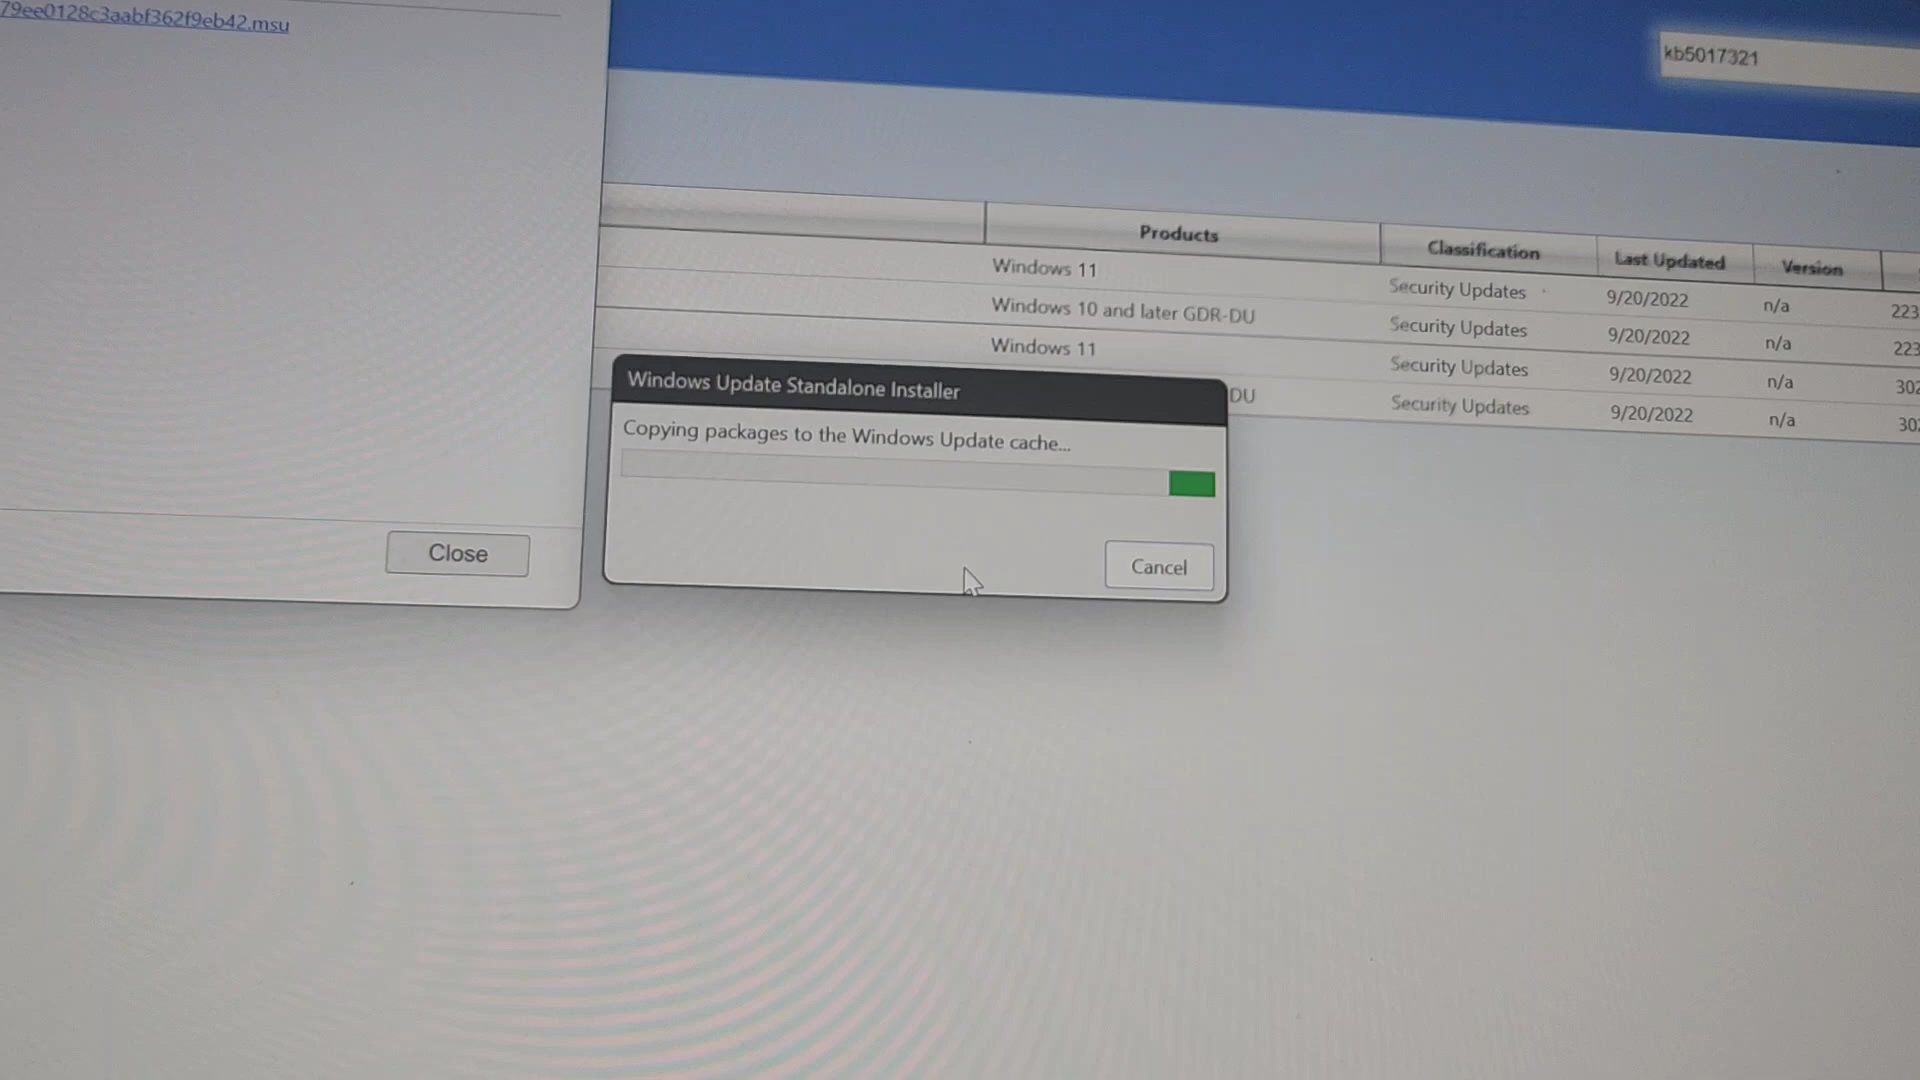 79ee0128c3aabf362f9eb42.msu
kb5017321
Products Classification Last Updated Version
Windows 11 Security Updates 9/20/2022 n/a 223
Windows 10 and later GDR-DU Security Updates 9/20/2022 n/a 223
Windows 11 Security Updates 9/20/2022 n/a 302
DU Security Updates 9/20/2022 n/a 302
Windows Update Standalone Installer
Copying packages to the Windows Update cache...
Close
Cancel